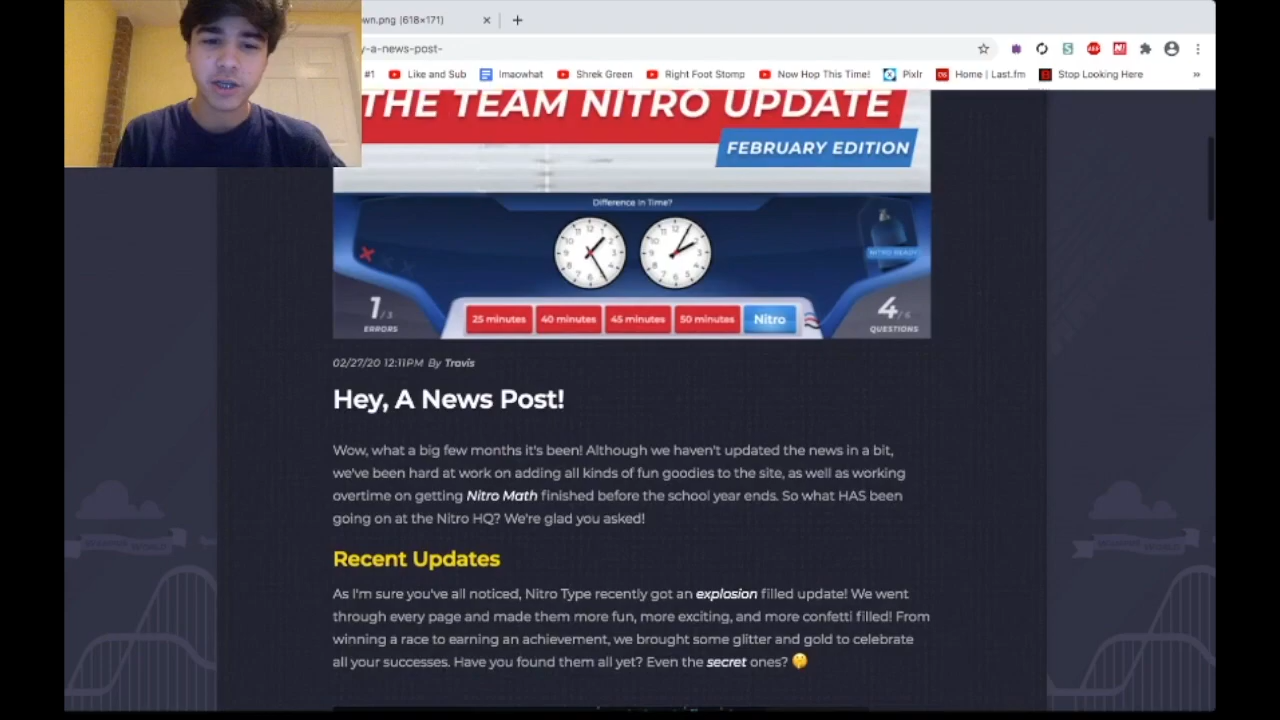 wn.png (618×171)
y-a-news-post-
#1 Like and Sub lmaowhat Shrek Green Right Foot Stomp Now Hop This Time! Pixlr Home | Last.fm Stop Looking Here »
THE TEAM NITRO UPDATE
FEBRUARY EDITION
Difference in Time?
NITRO READY
1/3
ERRORS
25 minutes 40 minutes 45 minutes 50 minutes Nitro
4/6
QUESTIONS
02/27/20 12:11PM By Travis
Hey, A News Post!
Wow, what a big few months it's been! Although we haven't updated the news in a bit,
we've been hard at work on adding all kinds of fun goodies to the site, as well as working
overtime on getting Nitro Math finished before the school year ends. So what HAS been
going on at the Nitro HQ? We're glad you asked!
Recent Updates
As I'm sure you've all noticed, Nitro Type recently got an explosion filled update! We went
through every page and made them more fun, more exciting, and more confetti filled! From
winning a race to earning an achievement, we brought some glitter and gold to celebrate
all your successes. Have you found them all yet? Even the secret ones? 🤫